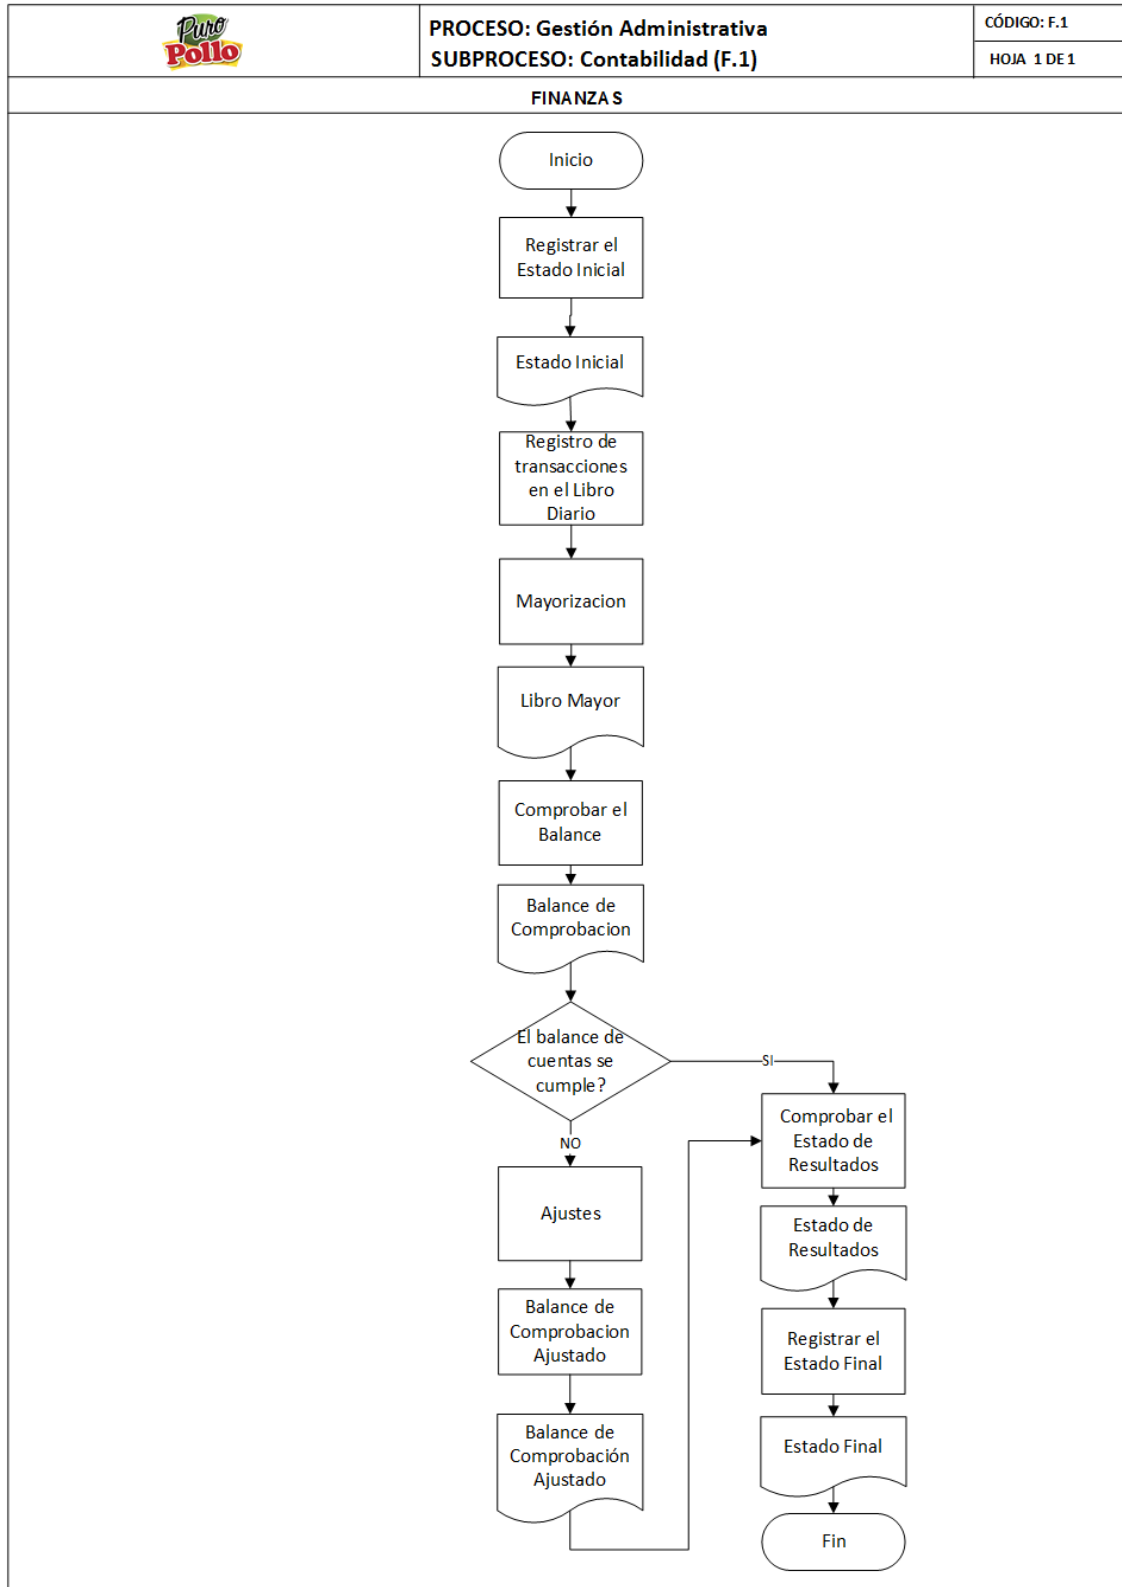 Puro
Pollo
PROCESO: Gestión Administrativa
SUBPROCESO: Contabilidad (F.1)
CÓDIGO: F.1
HOJA 1 DE 1
FINANZAS
Inicio
Registrar el
Estado Inicial
Estado Inicial
Registro de
transacciones
en el Libro
Diario
Mayorizacion
Libro Mayor
Comprobar el
Balance
Balance de
Comprobacion
El balance de
cuentas se
cumple?
SI
NO
Ajustes
Balance de
Comprobacion
Ajustado
Balance de
Comprobación
Ajustado
Comprobar el
Estado de
Resultados
Estado de
Resultados
Registrar el
Estado Final
Estado Final
Fin